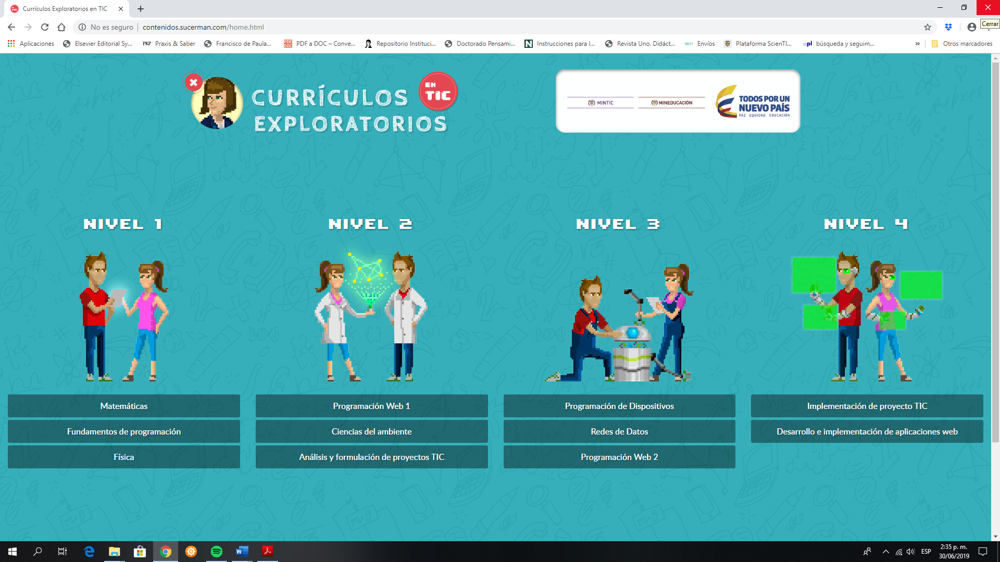 Currículos Exploratorios en TIC
No es seguro
contenidos.sucerman.com/home.html
Cerrar
Aplicaciones
Elsevier Editorial Sy...
PKP Praxis & Saber
Francisco de Paula...
PDF DOC PDF a DOC – Conve...
Repositorio Instituci...
Doctorado Pensami...
N Instrucciones para l...
Revista Uno. Didáct...
Envíos
Plataforma ScienTI...
::pl búsqueda y seguim...
»
Otros marcadores
CURRÍCULOS
EN
TIC
EXPLORATORIOS
MINTIC
MINEDUCACIÓN
TODOS POR UN
NUEVO PAÍS
PAZ EQUIDAD EDUCACIÓN
NIVEL 1
NIVEL 2
NIVEL 3
NIVEL 4
Matemáticas
Fundamentos de programación
Física
Programación Web 1
Ciencias del ambiente
Análisis y formulación de proyectos TIC
Programación de Dispositivos
Redes de Datos
Programación Web 2
Implementación de proyecto TIC
Desarrollo e implementación de aplicaciones web
ESP
2:35 p. m.
30/06/2019